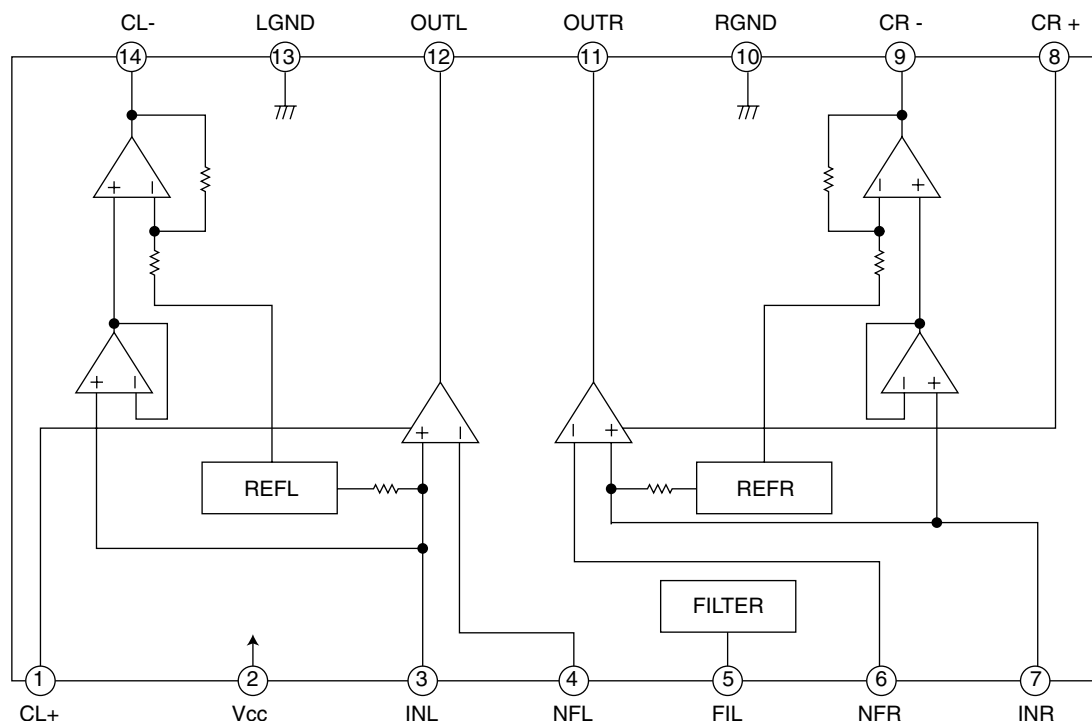 CL- LGND OUTL OUTR RGND CR - CR +
14 13 12 11 10 9 8
+ − − +
+ − − +
+ − − +
REFL REFR
FILTER
1 2 3 4 5 6 7
CL+ Vcc INL NFL FIL NFR INR